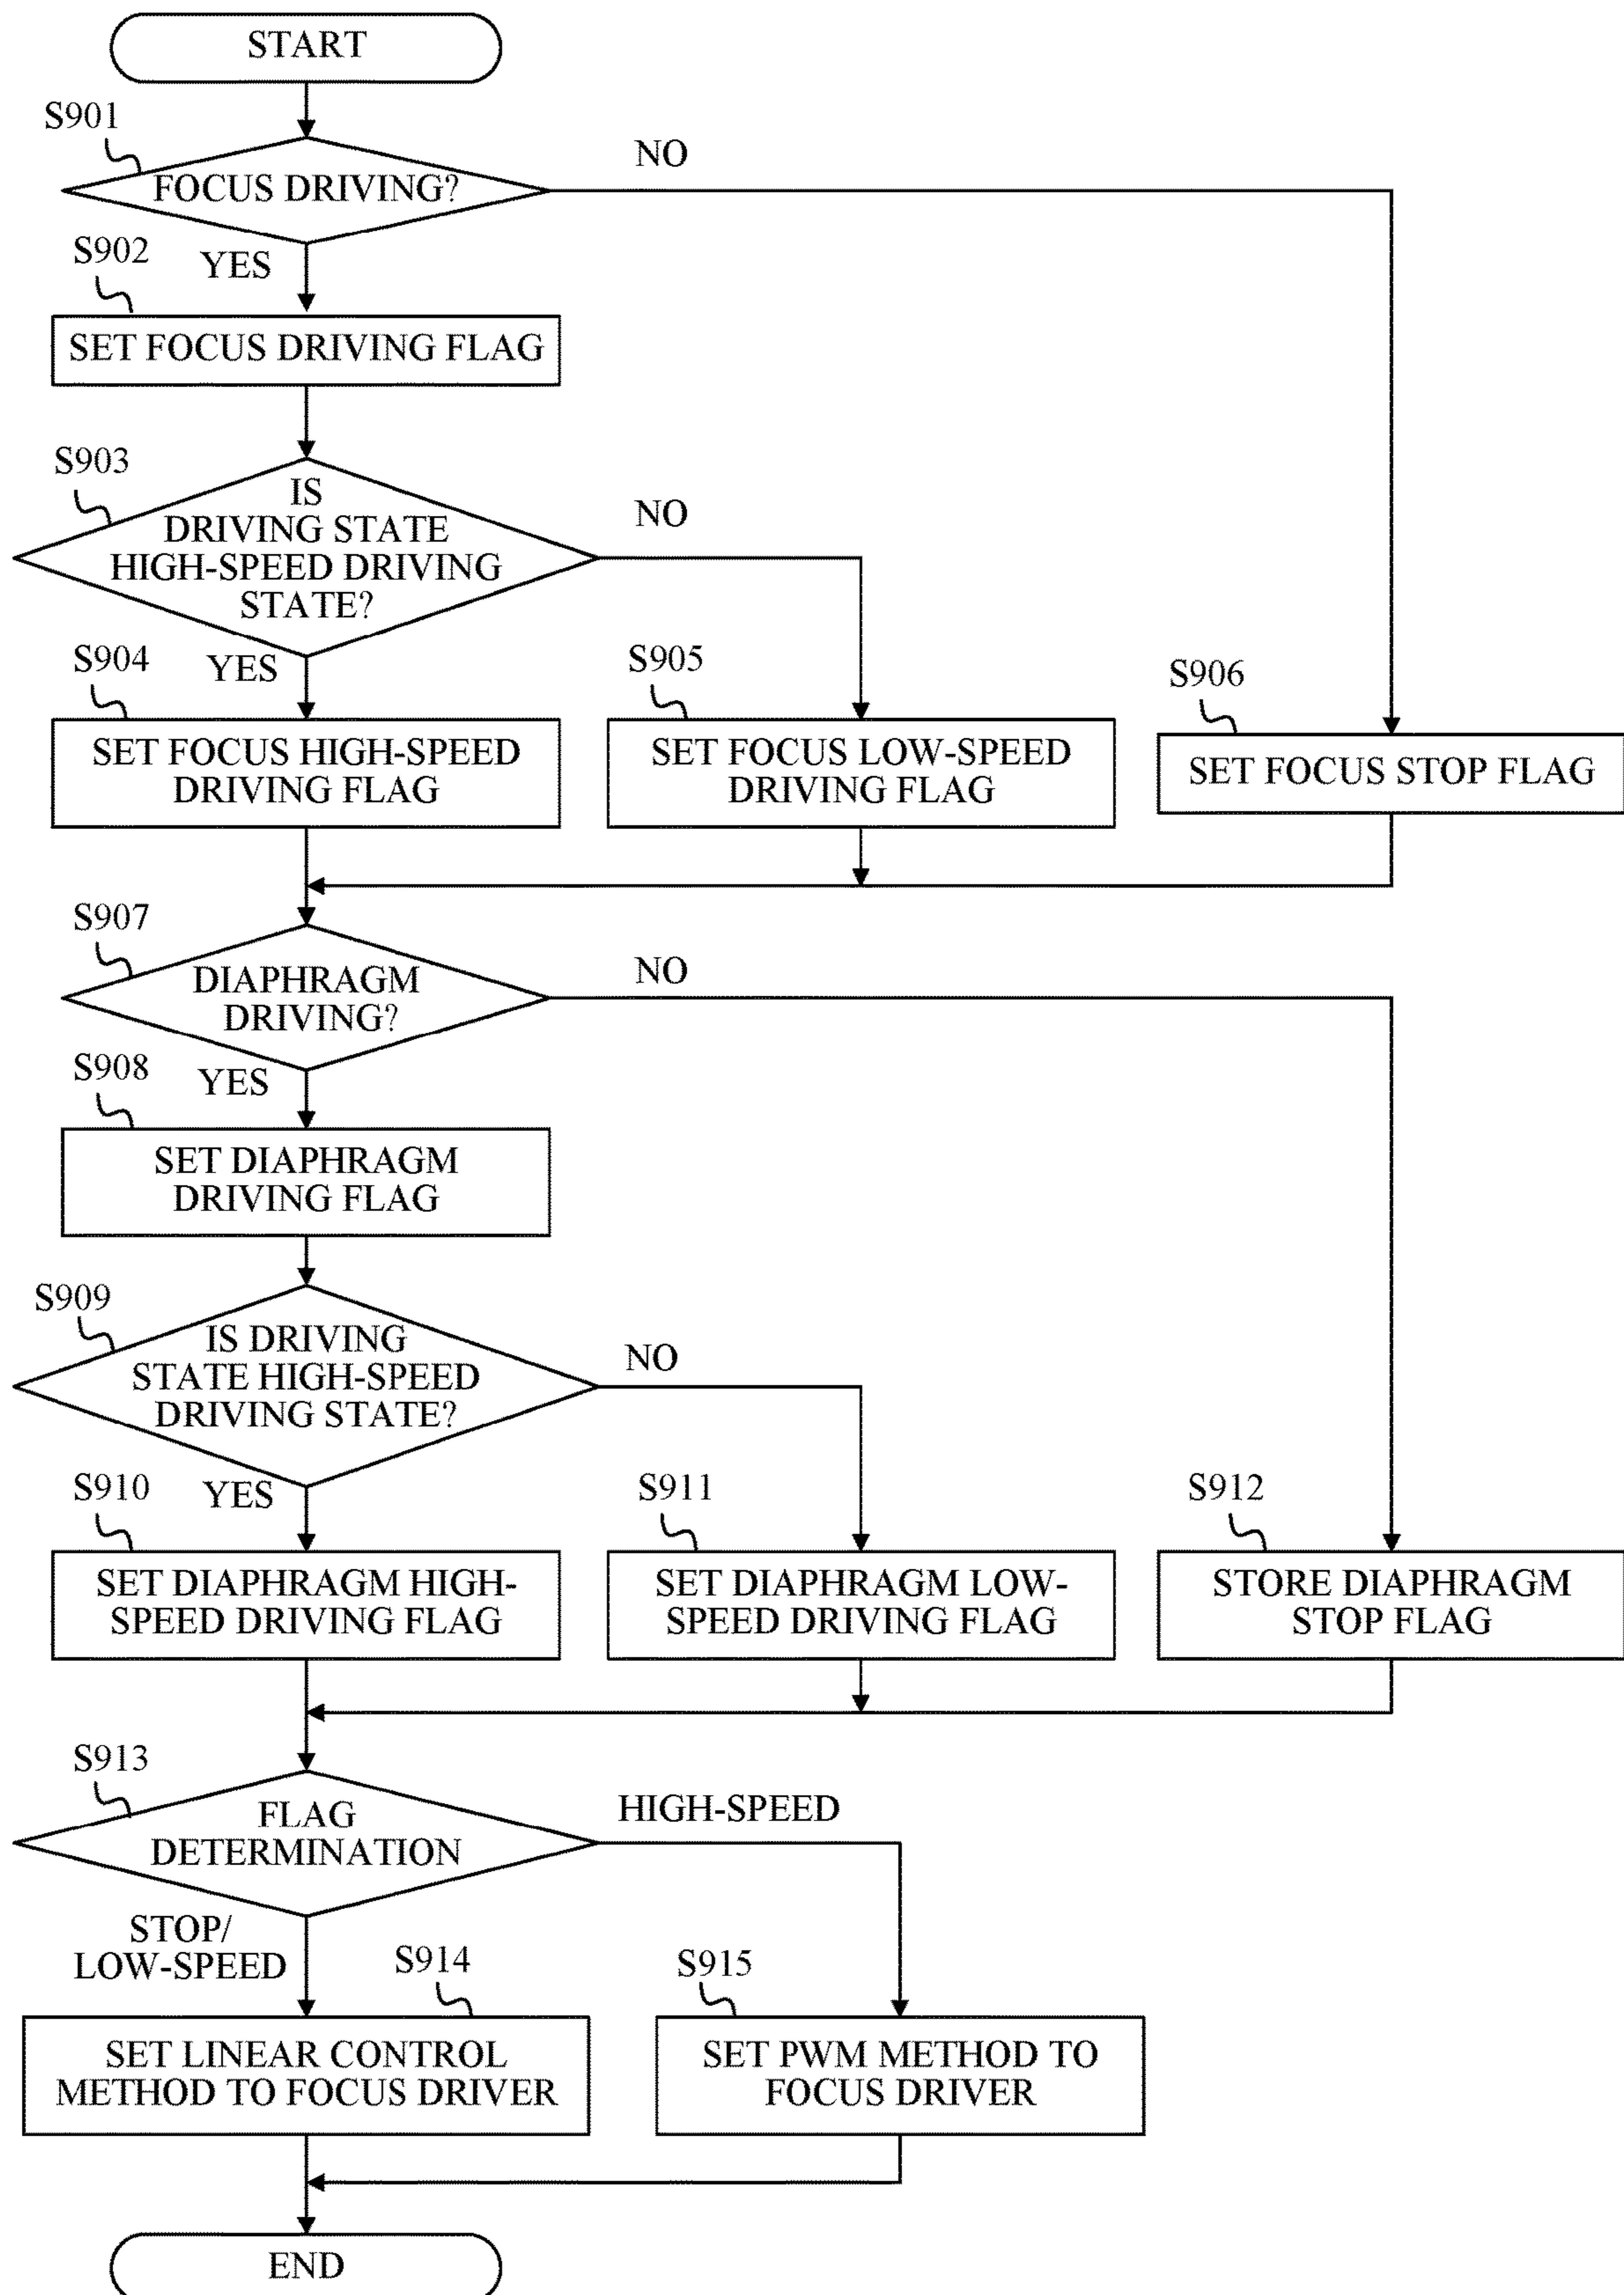 START
S901
FOCUS DRIVING?
NO
S902
YES
SET FOCUS DRIVING FLAG
S903
IS
DRIVING STATE
HIGH-SPEED DRIVING
STATE?
NO
S904
YES
SET FOCUS HIGH-SPEED
DRIVING FLAG
S905
SET FOCUS LOW-SPEED
DRIVING FLAG
S906
SET FOCUS STOP FLAG
S907
DIAPHRAGM
DRIVING?
NO
S908
YES
SET DIAPHRAGM
DRIVING FLAG
S909
IS DRIVING
STATE HIGH-SPEED
DRIVING STATE?
NO
S910
YES
SET DIAPHRAGM HIGH-
SPEED DRIVING FLAG
S911
SET DIAPHRAGM LOW-
SPEED DRIVING FLAG
S912
STORE DIAPHRAGM
STOP FLAG
S913
FLAG
DETERMINATION
HIGH-SPEED
STOP/
LOW-SPEED
S914
SET LINEAR CONTROL
METHOD TO FOCUS DRIVER
S915
SET PWM METHOD TO
FOCUS DRIVER
END